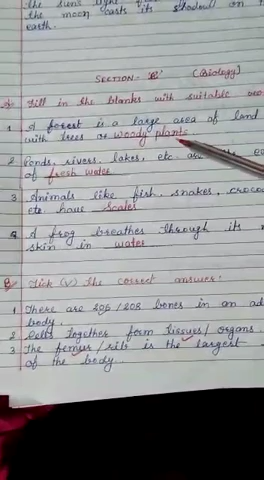 the suns light
the moon casts its shadow on
earth.
SECTION- 'B' (Biology)
A. Fill in the blanks with suitable
1 A forest is a large area of land
with trees or woody plants
2 Ponds, rivers, lakes, etc are
of fresh water
3 Animals like fish, snakes,
etc have scales
4 A frog breathes through its
skin in water
B Tick (√) the correct answer:
1 There are 206/208 bones in an
body.
2 Cells together form tissues/ organs
3 The femur/rib is the largest
of the body.